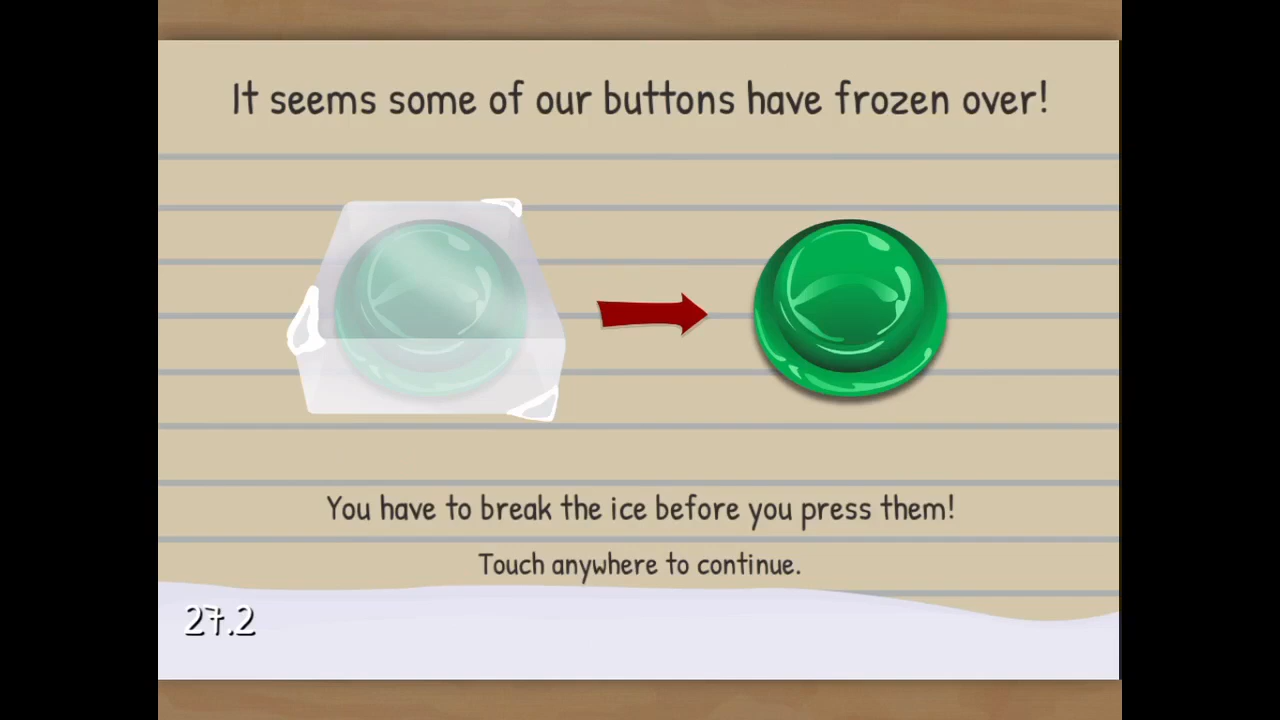 It seems some of our buttons have frozen over!
You have to break the ice before you press them!
Touch anywhere to continue.
27.2